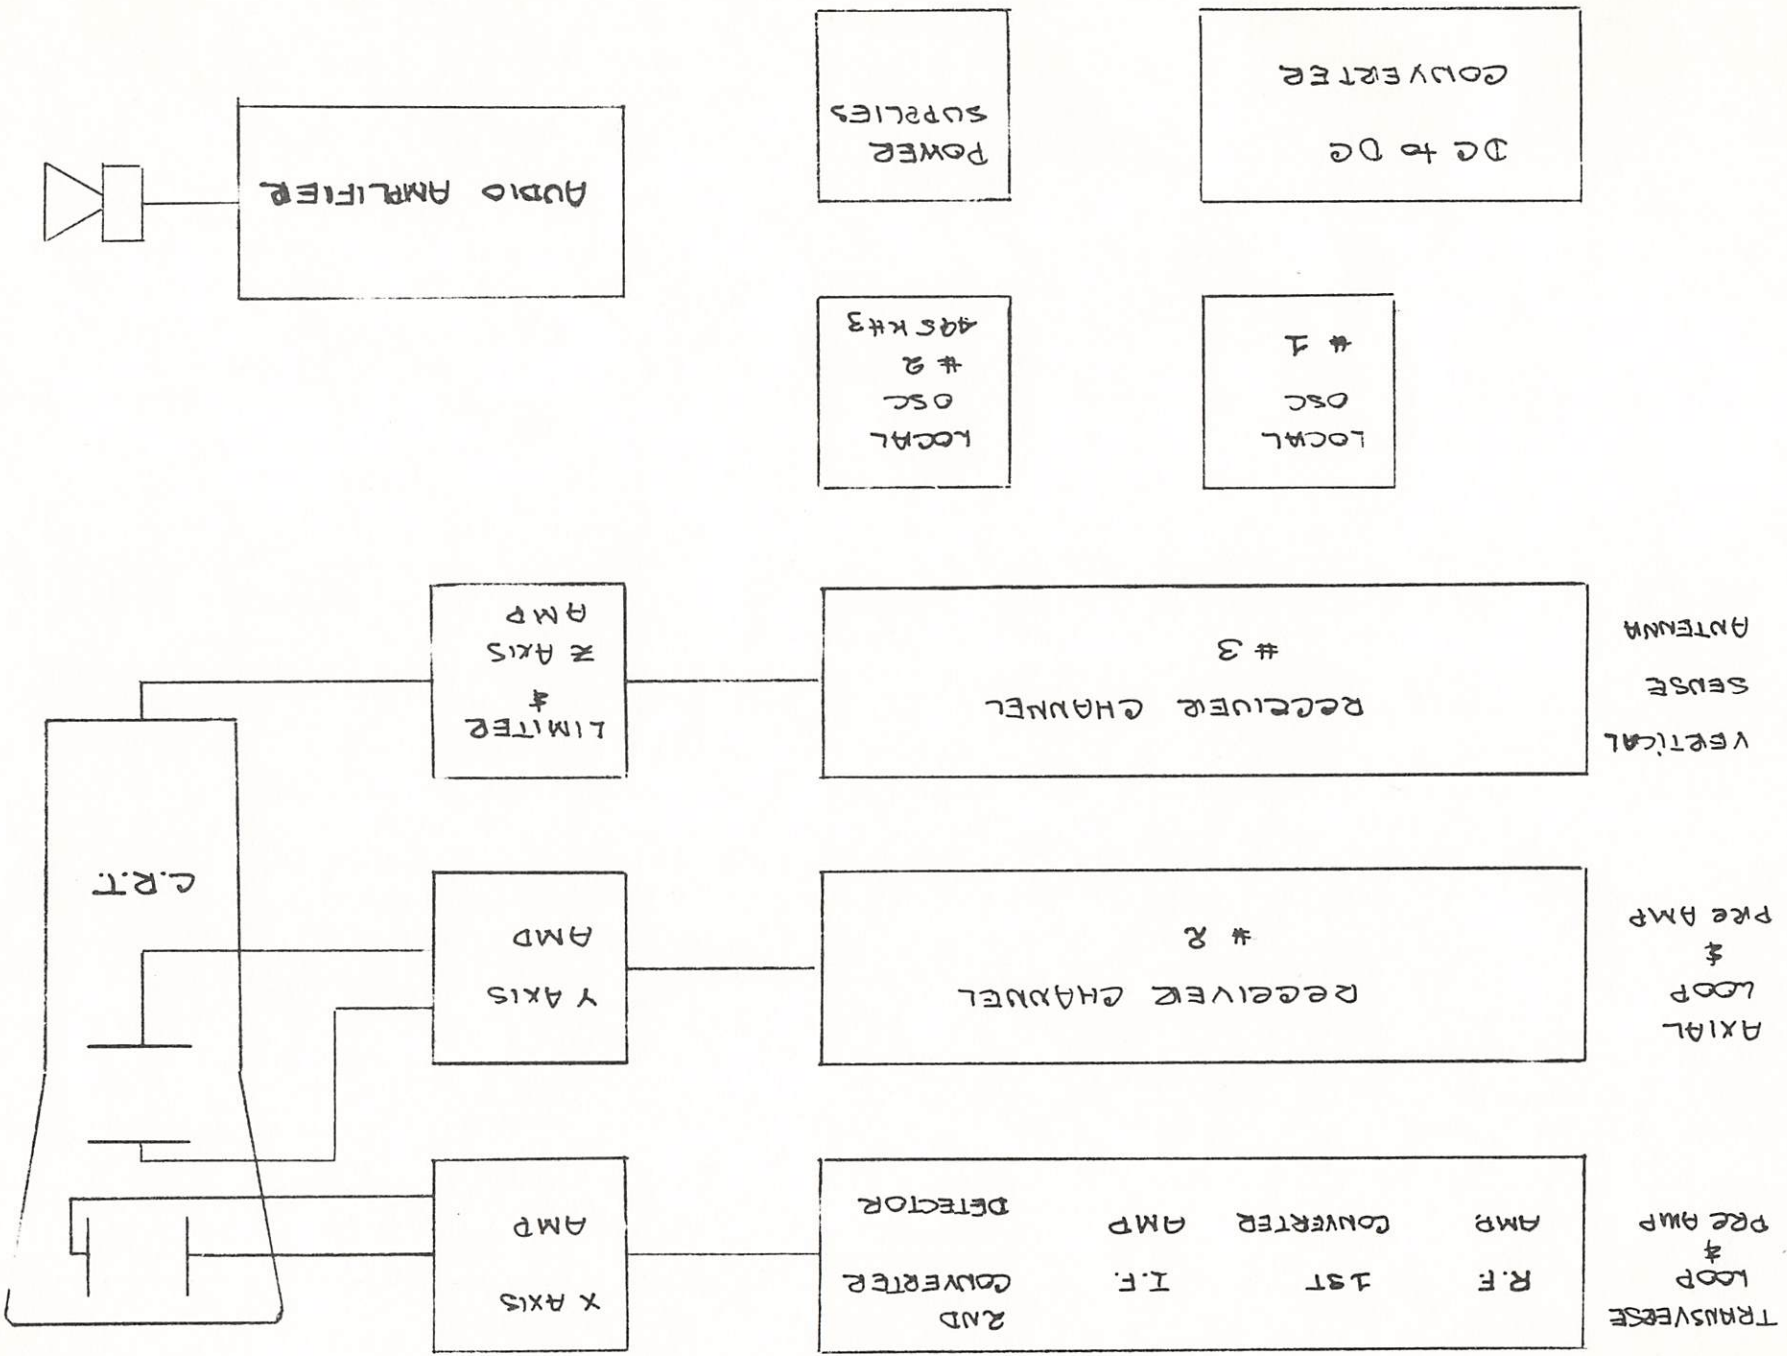 TRANSVERSE
LOOP
&
PRE AMP
R.F.
AMP.
1ST
CONVERTER
I.F.
AMP
2ND
CONVERTER
DETECTOR
X AXIS
AMP
AXIAL
LOOP
&
PRE AMP
RECEIVER CHANNEL
# 2
Y AXIS
AMP
C.R.T.
VERTICAL
SENSE
ANTENNA
RECEIVER CHANNEL
# 3
LIMITER
&
Z AXIS
AMP
LOCAL
OSC
# 1
LOCAL
OSC
# 2
495 KHz
DC to DC
CONVERTER
POWER
SUPPLIES
AUDIO AMPLIFIER